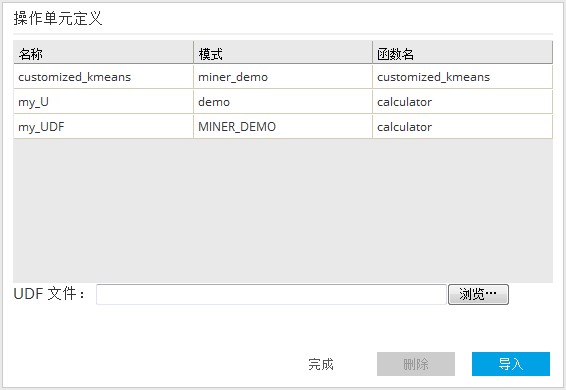 操作单元定义
名称 模式 函数名
customized_kmeans miner_demo customized_kmeans
my_U demo calculator
my_UDF MINER_DEMO calculator
UDF 文件： 浏览…
完成 删除 导入